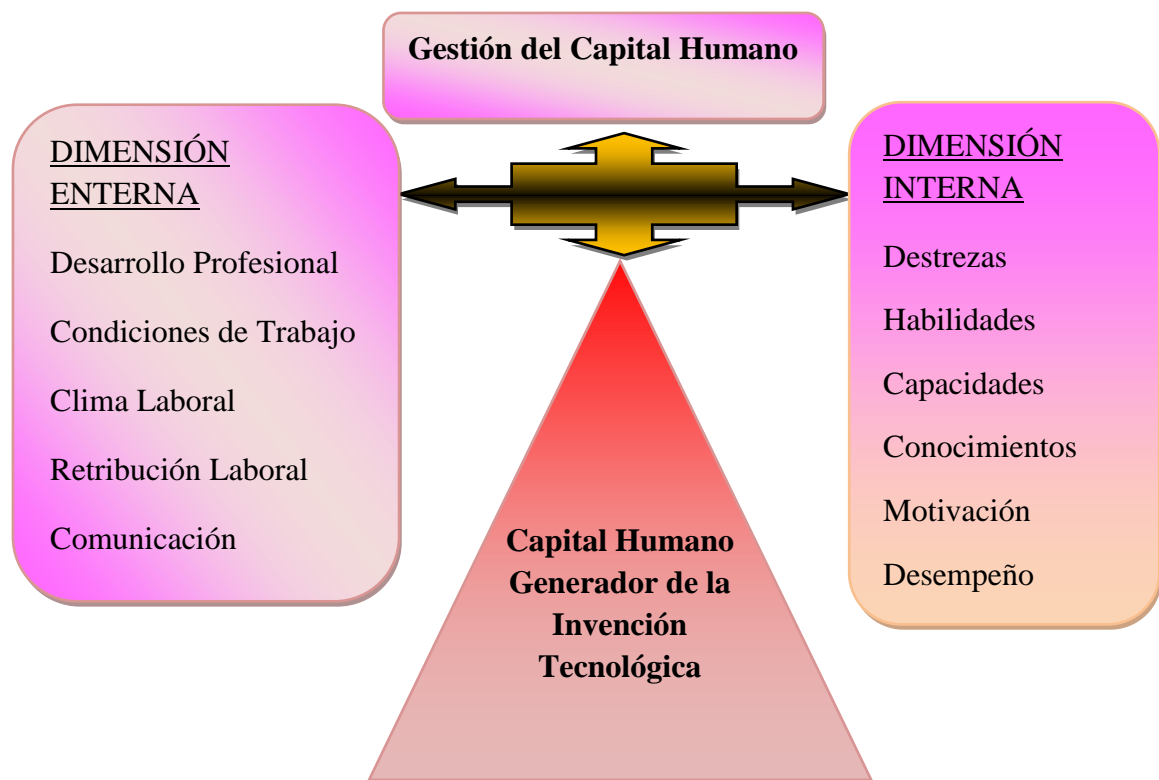 Gestión del Capital Humano
DIMENSIÓN
ENTERNA
Desarrollo Profesional
Condiciones de Trabajo
Clima Laboral
Retribución Laboral
Comunicación
DIMENSIÓN
INTERNA
Destrezas
Habilidades
Capacidades
Conocimientos
Motivación
Desempeño
Capital Humano
Generador de la
Invención
Tecnológica